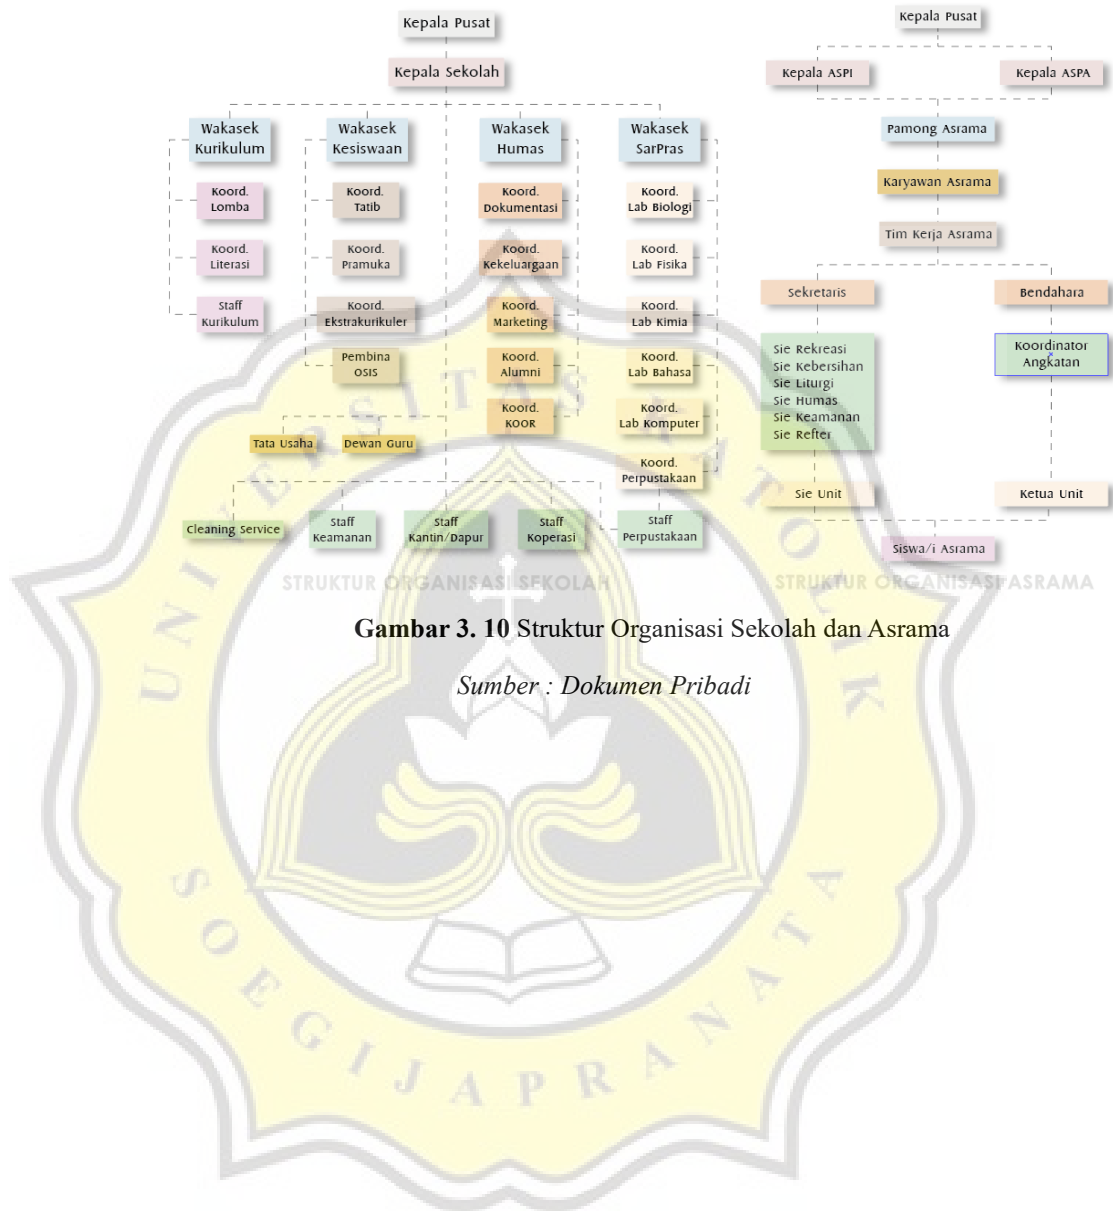 Kepala Pusat
Kepala Sekolah
Wakasek
Kurikulum
Koord.
Lomba
Koord.
Literasi
Staff
Kurikulum
Wakasek
Kesiswaan
Koord.
Tatib
Koord.
Pramuka
Koord.
Ekstrakurikuler
Pembina
OSIS
Wakasek
Humas
Koord.
Dokumentasi
Koord.
Kekeluargaan
Koord.
Marketing
Koord.
Alumni
Koord.
KOOR
Wakasek
SarPras
Koord.
Lab Biologi
Koord.
Lab Fisika
Koord.
Lab Kimia
Koord.
Lab Bahasa
Koord.
Lab Komputer
Koord.
Perpustakaan
Tata Usaha
Dewan Guru
Cleaning Service
Staff
Keamanan
Staff
Kantin/Dapur
Staff
Koperasi
Staff
Perpustakaan
STRUKTUR ORGANISASI SEKOLAH
Kepala Pusat
Kepala ASPI
Kepala ASPA
Pamong Asrama
Karyawan Asrama
Tim Kerja Asrama
Sekretaris
Bendahara
Sie Rekreasi
Sie Kebersihan
Sie Liturgi
Sie Humas
Sie Keamanan
Sie Refter
Koordinator
Angkatan
Sie Unit
Ketua Unit
Siswa/i Asrama
STRUKTUR ORGANISASI ASRAMA
Gambar 3. 10 Struktur Organisasi Sekolah dan Asrama
Sumber : Dokumen Pribadi
UNIVERSITAS KATOLIK
SOEGIJAPRANATA